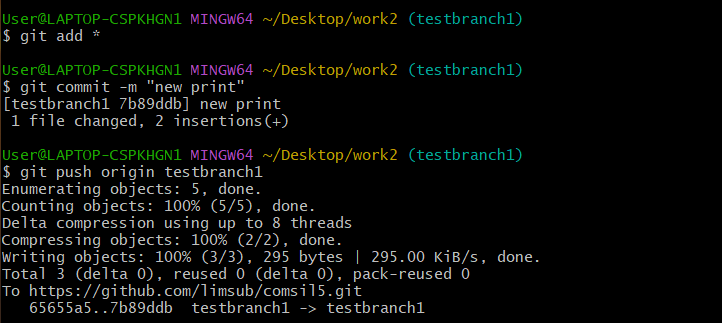 User@LAPTOP-CSPKHGN1 MINGW64 ~/Desktop/work2 (testbranch1)
$ git add *
User@LAPTOP-CSPKHGN1 MINGW64 ~/Desktop/work2 (testbranch1)
$ git commit -m "new print"
[testbranch1 7b89ddb] new print
 1 file changed, 2 insertions(+)
User@LAPTOP-CSPKHGN1 MINGW64 ~/Desktop/work2 (testbranch1)
$ git push origin testbranch1
Enumerating objects: 5, done.
Counting objects: 100% (5/5), done.
Delta compression using up to 8 threads
Compressing objects: 100% (2/2), done.
Writing objects: 100% (3/3), 295 bytes | 295.00 KiB/s, done.
Total 3 (delta 0), reused 0 (delta 0), pack-reused 0
To https://github.com/limsub/comsil5.git
   65655a5..7b89ddb  testbranch1 -> testbranch1